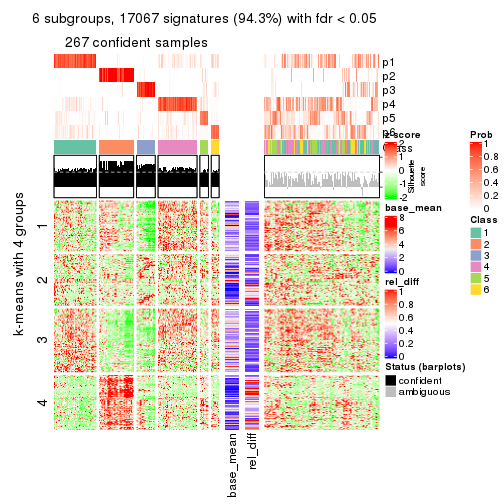 6 subgroups, 17067 signatures (94.3%) with fdr < 0.05
267 confident samples
p1
p2
p3
p4
p5
p6
z-score
2
1
0
-1
-2
Class
Silhouette
score
k-means with 4 groups
1
2
3
4
base_mean
rel_diff
base_mean
8
6
4
2
0
rel_diff
1
0.8
0.6
0.4
0.2
0
Status (barplots)
confident
ambiguous
Prob
1
0.8
0.6
0.4
0.2
0
Class
1
2
3
4
5
6